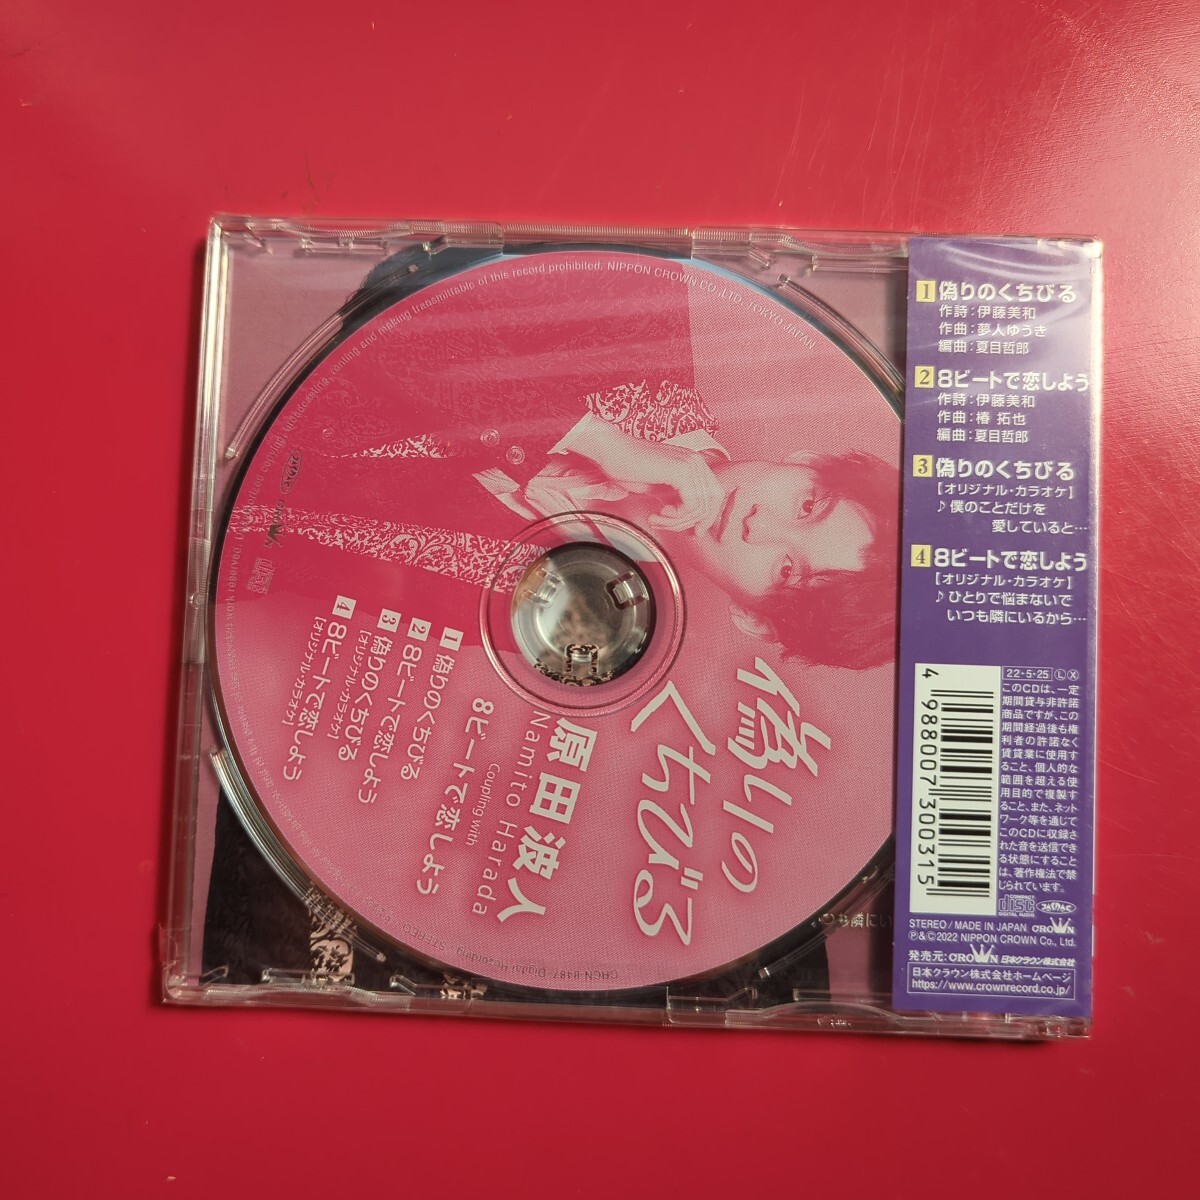 1 偽りのくちびる
作詩：伊藤美和
作曲：夢人ゆうき
編曲：夏目哲郎
2 8ビートで恋しよう
作詩：伊藤美和
作曲：椿 拓也
編曲：夏目哲郎
3 偽りのくちびる
【オリジナル・カラオケ】
♪僕のことだけを
愛していると…
4 8ビートで恋しよう
【オリジナル・カラオケ】
♪ひとりで悩まないで
いつも隣にいるから…
22・5・25 Ⓛ Ⓧ
このCDは、一定
期間貸与非許諾
商品ですが、この
期間経過後も権
利者の許諾なく
賃貸業に使用す
ること、個人的な
範囲を超える使
用目的で複製す
ること、また、ネット
ワーク等を通じて
このCDに収録さ
れた音を送信でき
る状態にすること
は、著作権法で禁
じられています。
4 988007 300315
COMPACT
disc
DIGITAL AUDIO
STEREO/MADE IN JAPAN CROWN
Ⓟ&©2022 NIPPON CROWN Co., Ltd.
発売元：CROWN 日本クラウン株式会社
日本クラウン株式会社ホームページ
https://www.crownrecord.co.jp/
偽りの
くちびる
原田波人
Namito Harada
Coupling with
8ビートで恋しよう
1 偽りのくちびる
2 8ビートで恋しよう
3 偽りのくちびる
【オリジナル・カラオケ】
4 8ビートで恋しよう
【オリジナル・カラオケ】
renting and making transmittable of this record prohibited. NIPPON CROWN CO.,LTD. TOKYO JAPAN
CRCN-8487 Digital Recording STEREO